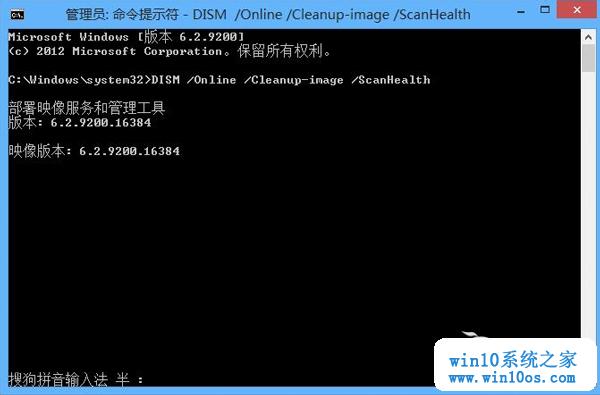 管理员: 命令提示符 - DISM /Online /Cleanup-image /ScanHealth
Microsoft Windows [版本 6.2.9200]
(c) 2012 Microsoft Corporation。保留所有权利。
C:\Windows\system32>DISM /Online /Cleanup-image /ScanHealth
部署映像服务和管理工具
版本: 6.2.9200.16384
映像版本: 6.2.9200.16384
搜狗拼音输入法 半 :
win10系统之家
www.win10os.com